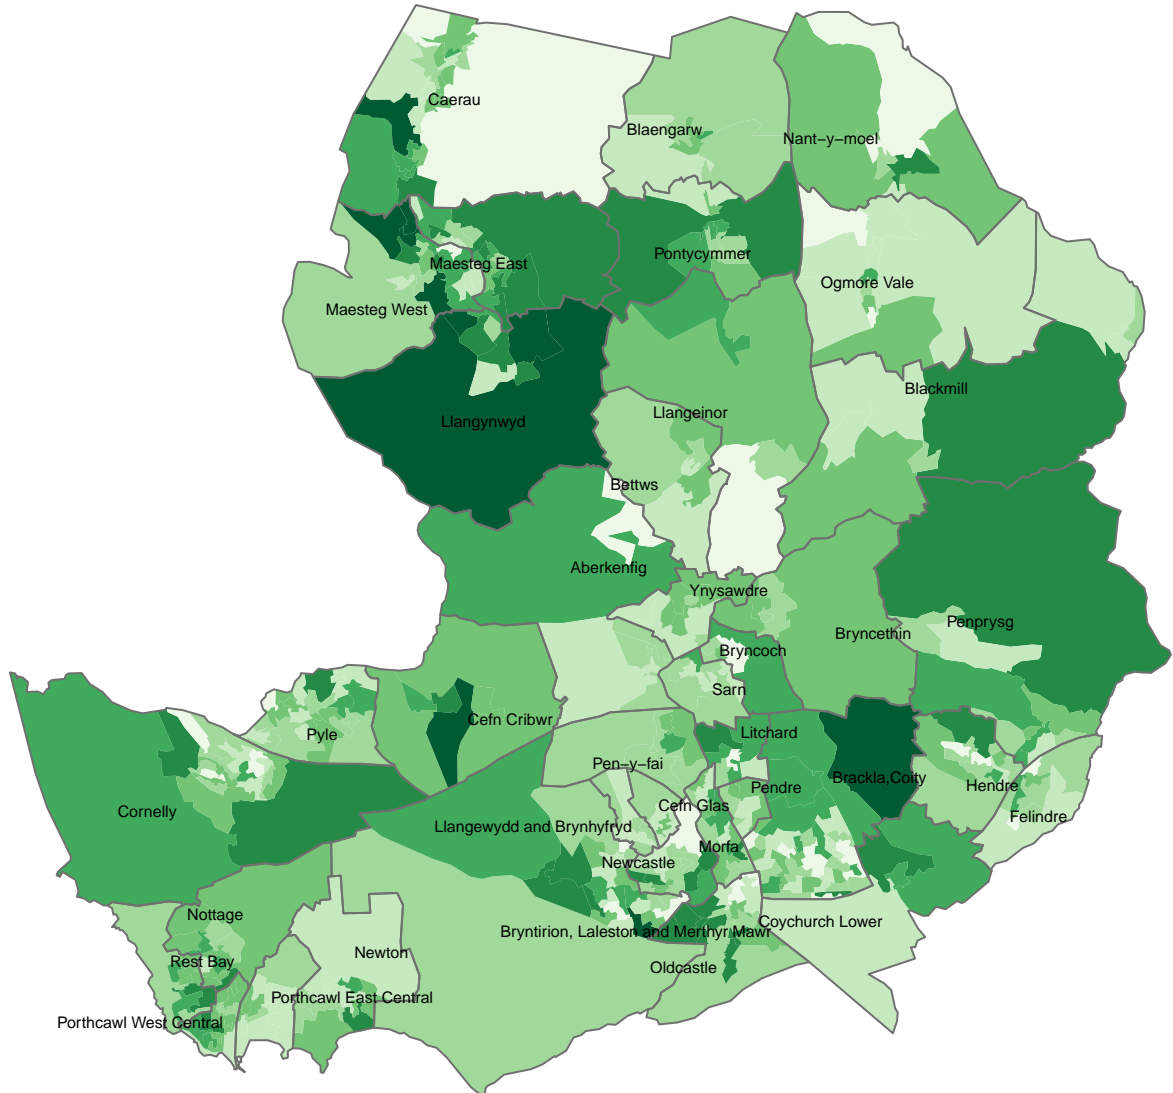 Caerau
Blaengarw
Nant−y−moel
Maesteg East
Pontycymmer
Ogmore Vale
Maesteg West
Blackmill
Llangeinor
Llangynwyd
Bettws
Aberkenfig
Ynysawdre
Penprysg
Bryncethin
Bryncoch
Sarn
Cefn Cribwr
Pyle
Litchard
Pen−y−fai
Brackla,Coity
Hendre
Pendre
Cefn Glas
Cornelly
Felindre
Llangewydd and Brynhyfryd
Morfa
Newcastle
Nottage
Coychurch Lower
Bryntirion, Laleston and Merthyr Mawr
Newton
Rest Bay
Oldcastle
Porthcawl East Central
Porthcawl West Central